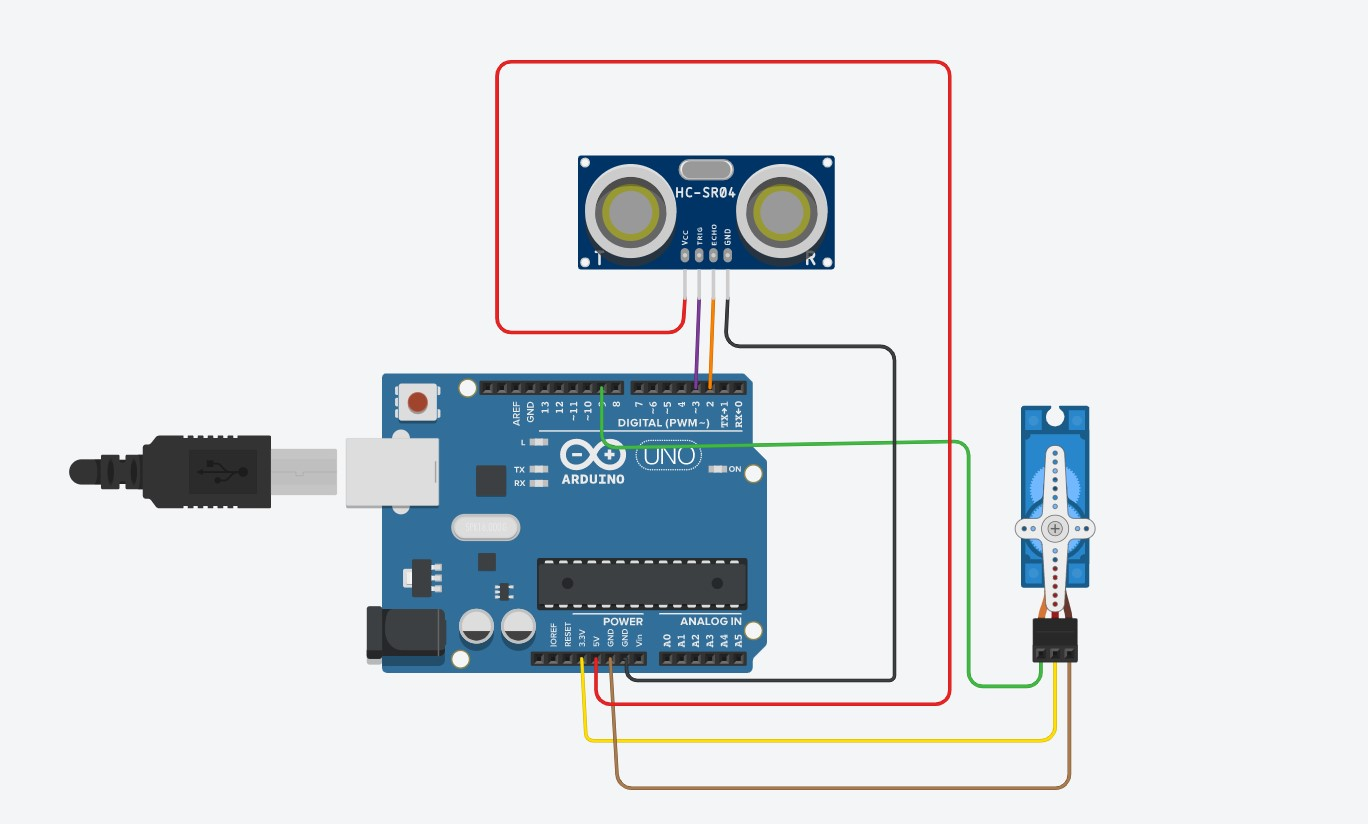 HC-SR04
VCC
TRIG
ECHO
GND
T
R
AREF
GND
13
12
~11
~10
8
7
~6
~5
4
~3
2
TX→1
RX←0
DIGITAL (PWM~)
L
TX
RX
UNO
ON
ARDUINO
POWER
ANALOG IN
IOREF
RESET
3.3V
5V
GND
GND
Vin
A0
A1
A2
A3
A4
A5